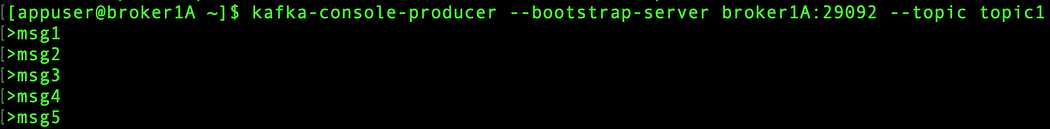 [[appuser@broker1A ~]$ kafka-console-producer --bootstrap-server broker1A:29092 --topic topic1
[>msg1
[>msg2
[>msg3
[>msg4
[>msg5